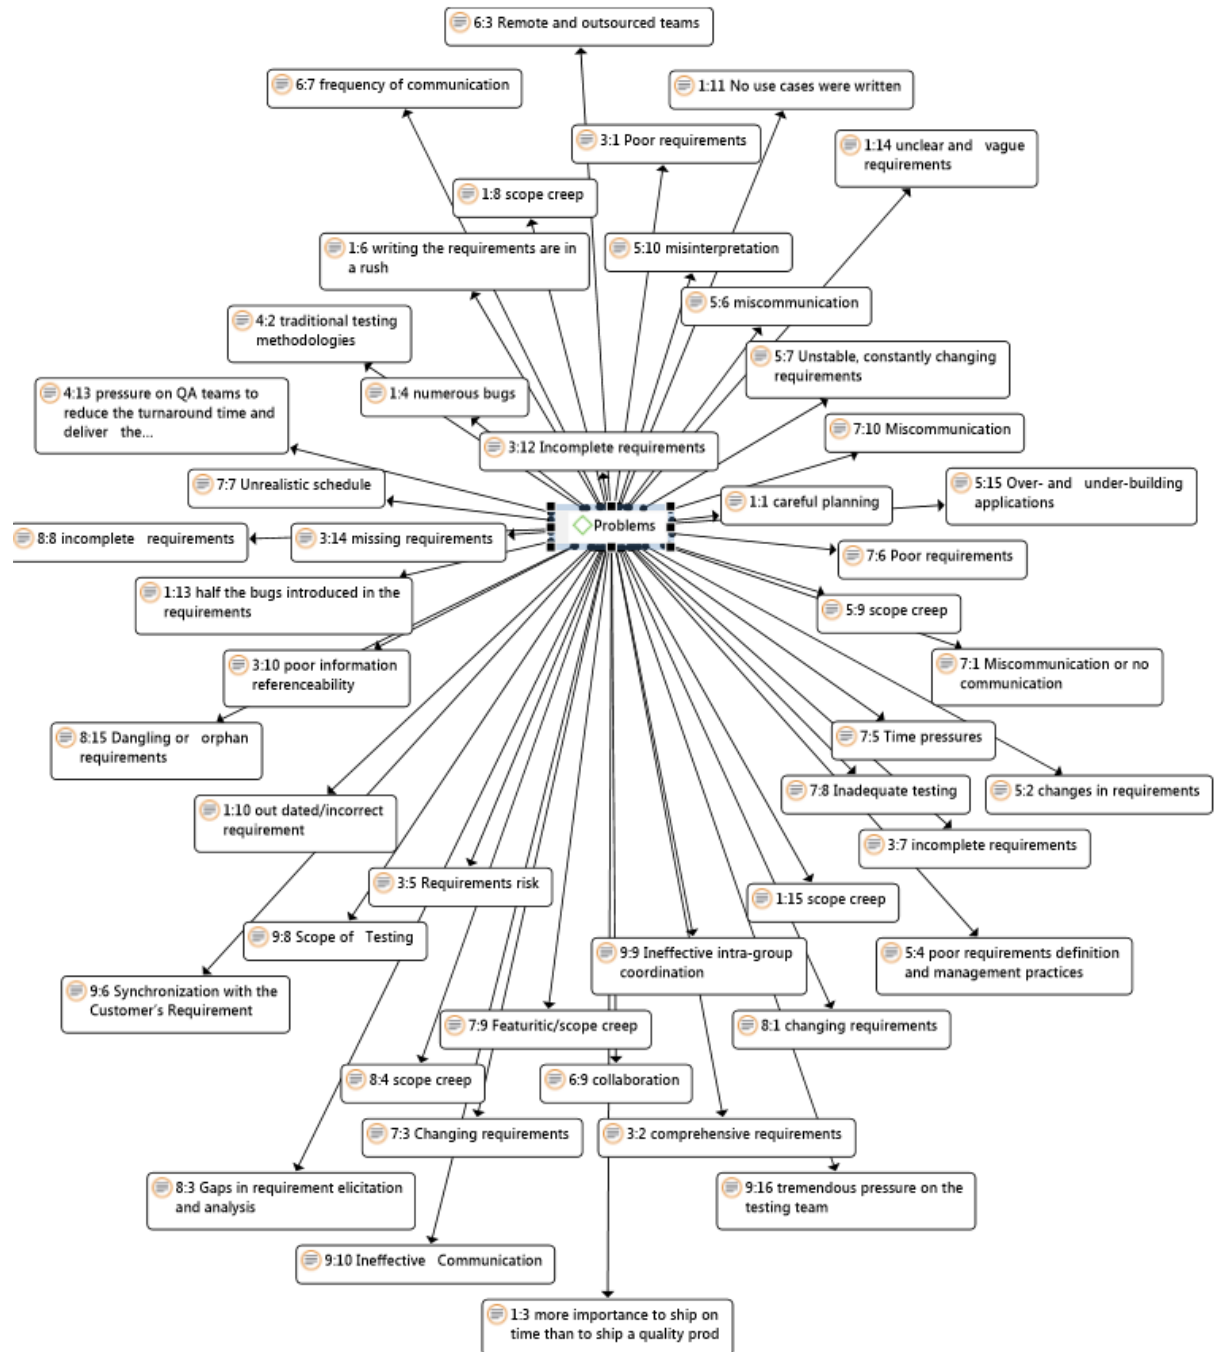 6:3 Remote and outsourced teams
6:7 frequency of communication
1:11 No use cases were written
3:1 Poor requirements
1:14 unclear and vague
requirements
1:8 scope creep
1:6 writing the requirements are in
a rush
5:10 misinterpretation
5:6 miscommunication
4:2 traditional testing
methodologies
5:7 Unstable, constantly changing
requirements
4:13 pressure on QA teams to
reduce the turnaround time and
deliver the...
1:4 numerous bugs
7:10 Miscommunication
3:12 Incomplete requirements
7:7 Unrealistic schedule
1:1 careful planning
5:15 Over- and under-building
applications
Problems
8:8 incomplete requirements
3:14 missing requirements
7:6 Poor requirements
1:13 half the bugs introduced in the
requirements
5:9 scope creep
3:10 poor information
referenceability
7:1 Miscommunication or no
communication
8:15 Dangling or orphan
requirements
7:5 Time pressures
7:8 Inadequate testing
5:2 changes in requirements
1:10 out dated/incorrect
requirement
3:7 incomplete requirements
3:5 Requirements risk
1:15 scope creep
9:8 Scope of Testing
9:9 Ineffective intra-group
coordination
5:4 poor requirements definition
and management practices
9:6 Synchronization with the
Customer's Requirement
7:9 Featuritic/scope creep
8:1 changing requirements
8:4 scope creep
6:9 collaboration
7:3 Changing requirements
3:2 comprehensive requirements
8:3 Gaps in requirement elicitation
and analysis
9:16 tremendous pressure on the
testing team
9:10 Ineffective Communication
1:3 more importance to ship on
time than to ship a quality prod